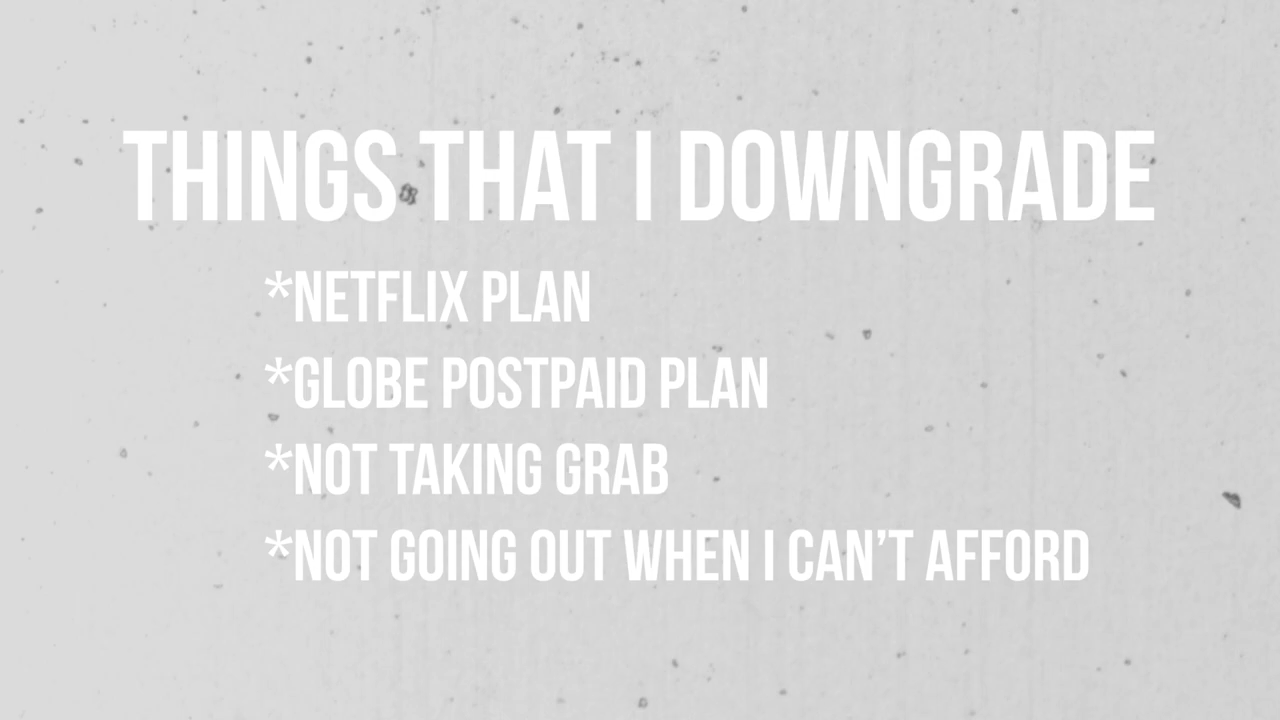 THINGS THAT I DOWNGRADE
*NETFLIX PLAN
*GLOBE POSTPAID PLAN
*NOT TAKING GRAB
*NOT GOING OUT WHEN I CAN’T AFFORD